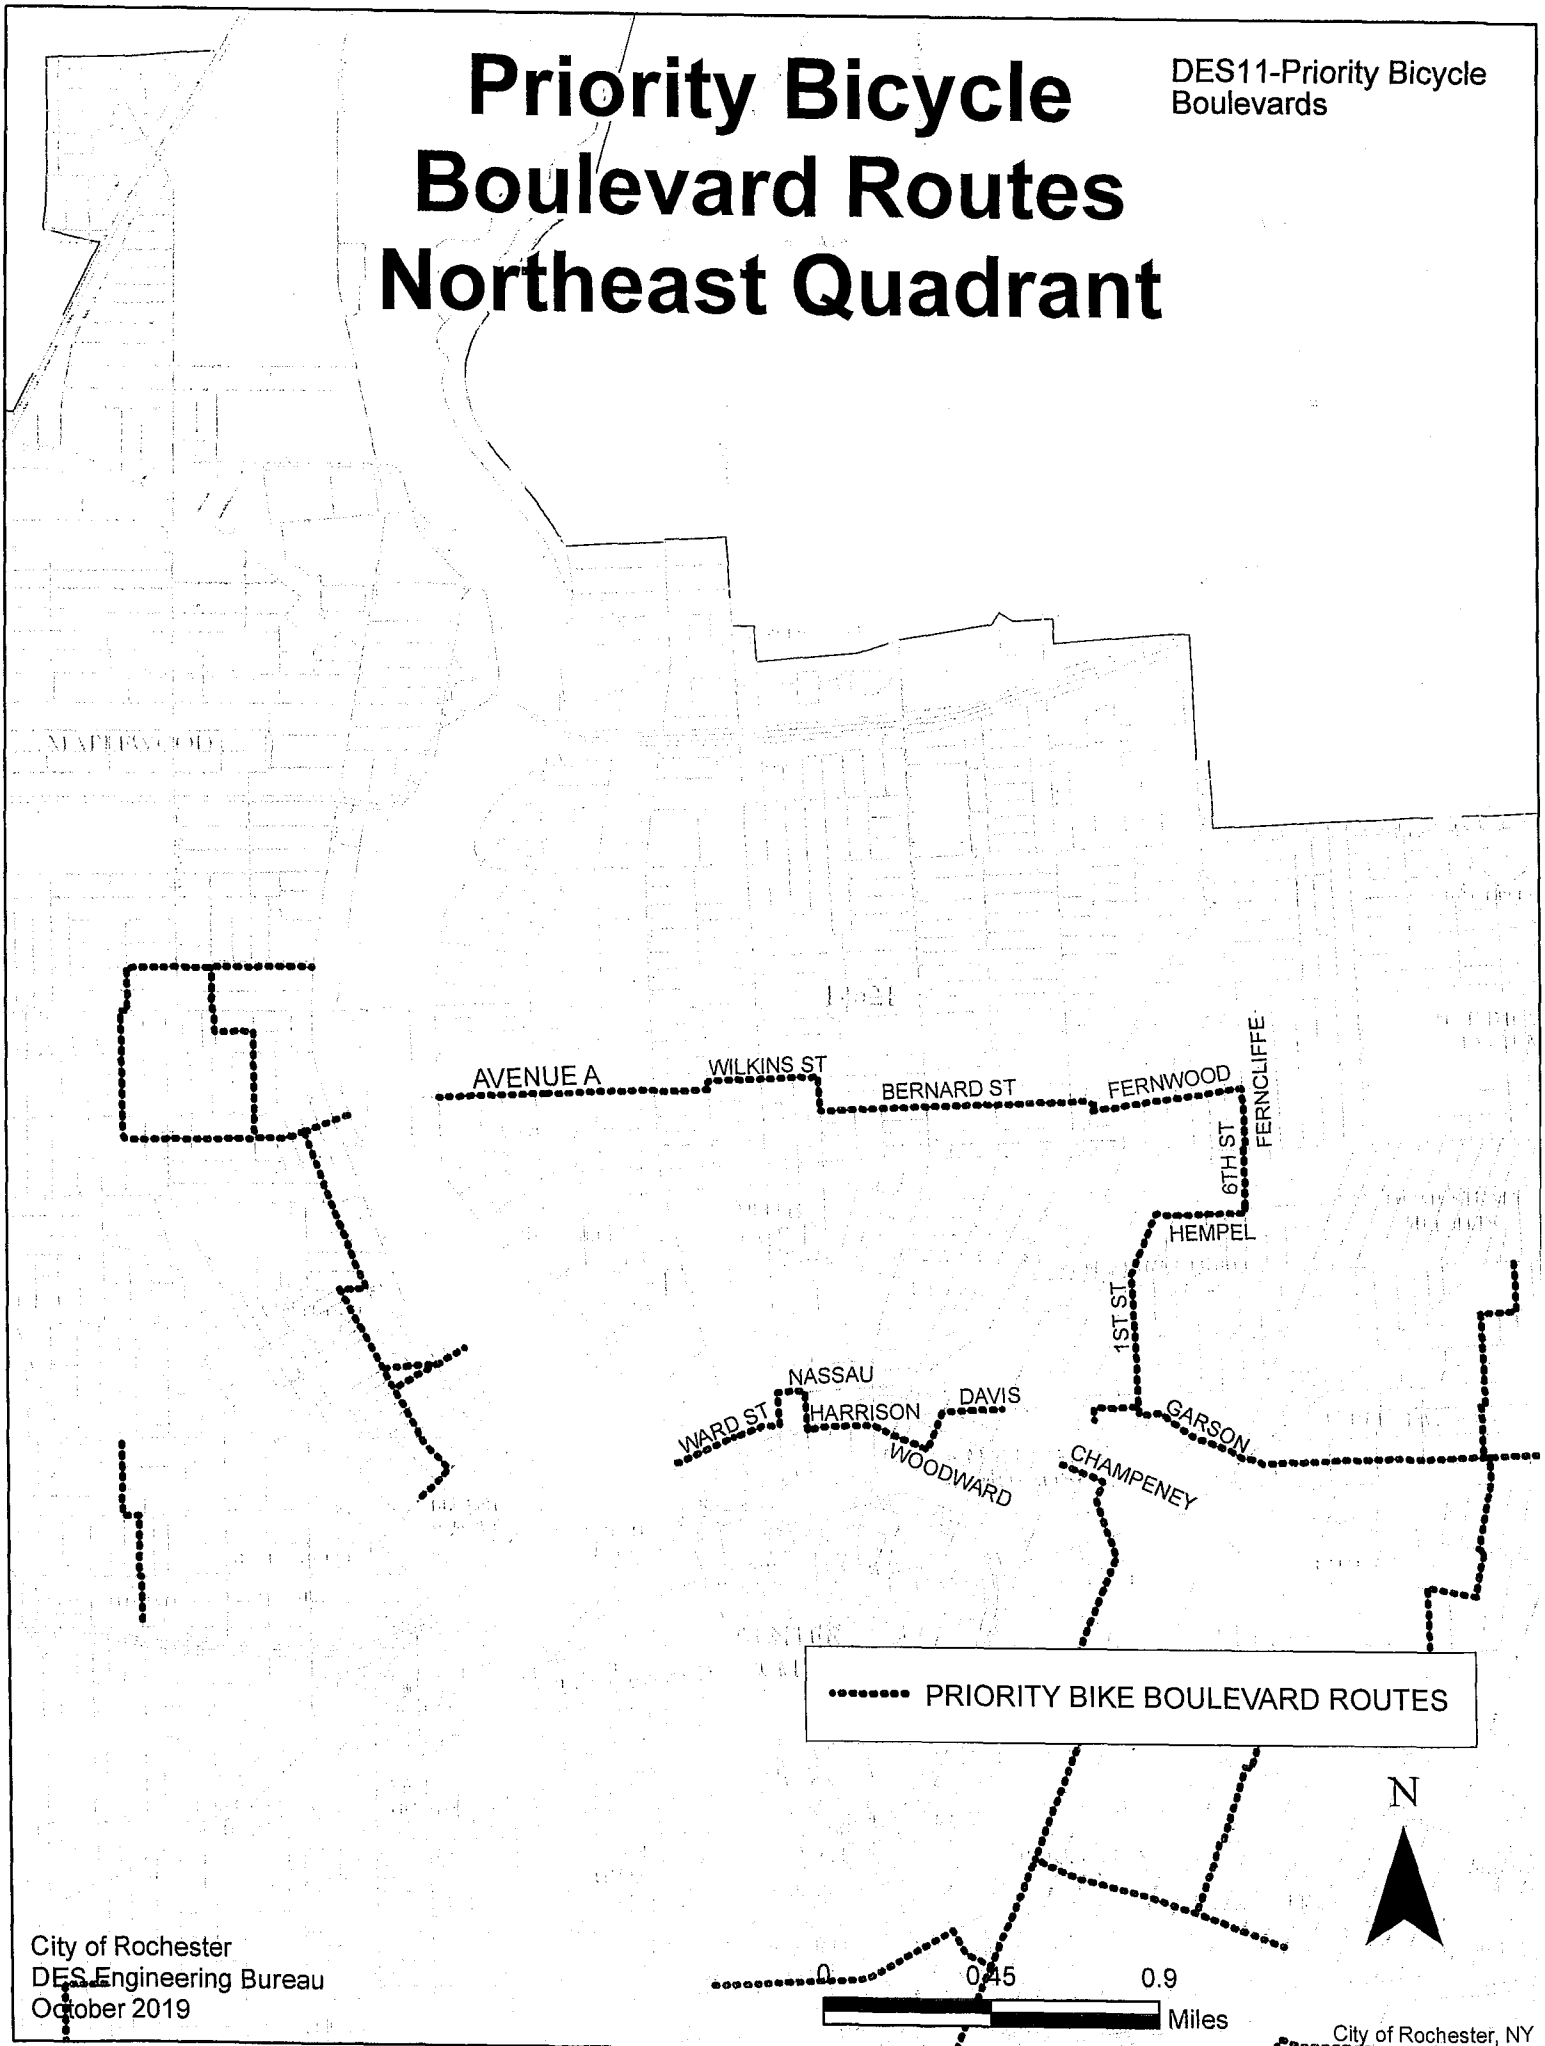 Priority Bicycle
Boulevard Routes
Northeast Quadrant
DES11-Priority Bicycle
Boulevards
MAPLEWOOD
14621
AVENUE A
WILKINS ST
BERNARD ST
FERNWOOD
FERNCLIFFE
6TH ST
HEMPEL
1ST ST
NASSAU
DAVIS
WARD ST
HARRISON
GARSON
WOODWARD
CHAMPENEY
PRIORITY BIKE BOULEVARD ROUTES
N
City of Rochester
DES Engineering Bureau
October 2019
0 0.45 0.9
Miles
City of Rochester, NY